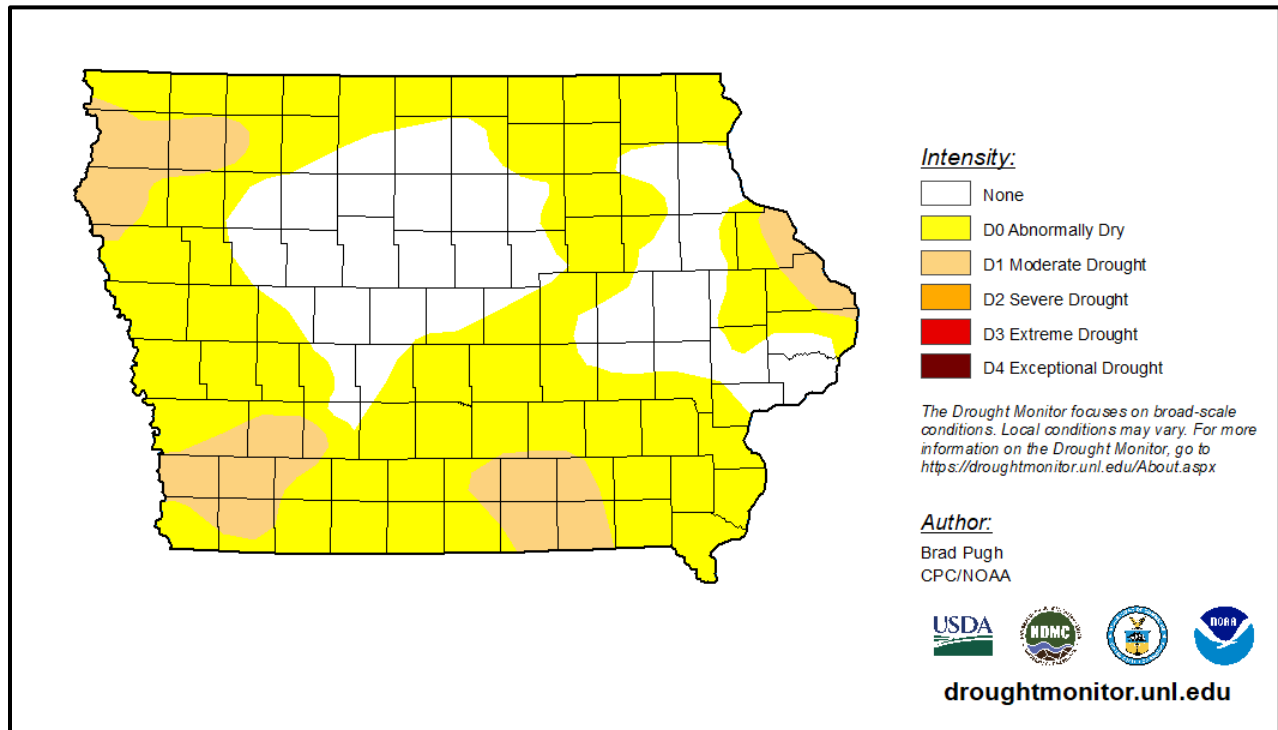 Intensity:
None
D0 Abnormally Dry
D1 Moderate Drought
D2 Severe Drought
D3 Extreme Drought
D4 Exceptional Drought
The Drought Monitor focuses on broad-scale
conditions. Local conditions may vary. For more
information on the Drought Monitor, go to
https://droughtmonitor.unl.edu/About.aspx
Author:
Brad Pugh
CPC/NOAA
USDA
NDMC
NOAA
droughtmonitor.unl.edu